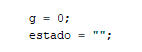 g = 0;
estado = "";